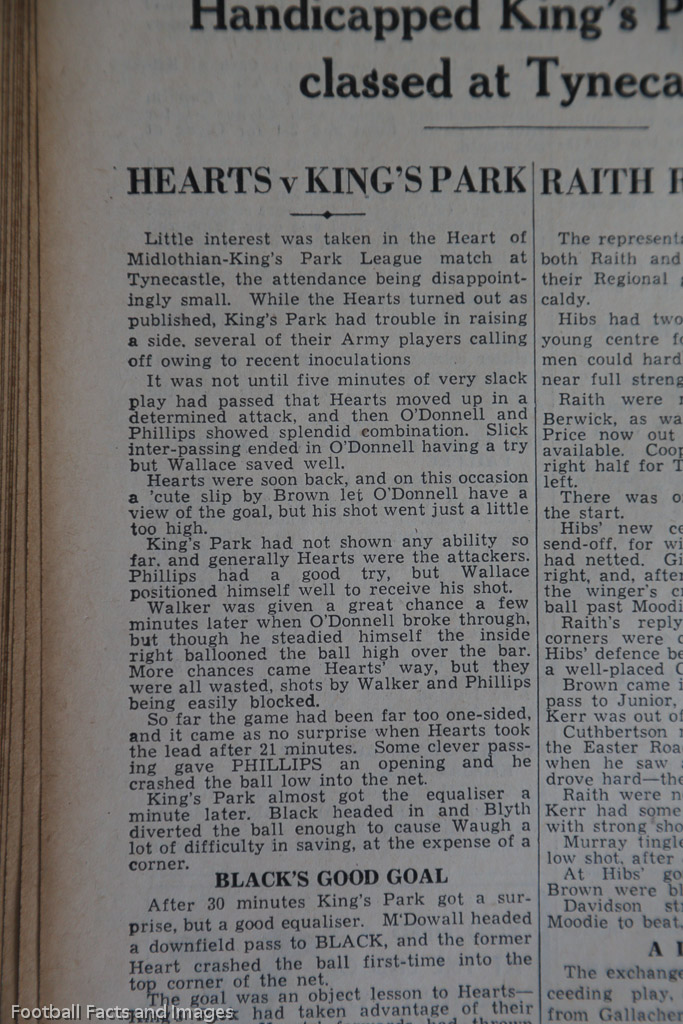 Handicapped King's P
classed at Tyneca
HEARTS v KING'S PARK
Little interest was taken in the Heart of
Midlothian-King's Park League match at
Tynecastle, the attendance being disappoint-
ingly small. While the Hearts turned out as
published, King's Park had trouble in raising
a side, several of their Army players calling
off owing to recent inoculations
It was not until five minutes of very slack
play had passed that Hearts moved up in a
determined attack, and then O'Donnell and
Phillips showed splendid combination. Slick
inter-passing ended in O'Donnell having a try
but Wallace saved well.
Hearts were soon back, and on this occasion
a 'cute slip by Brown let O'Donnell have a
view of the goal, but his shot went just a little
too high.
King's Park had not shown any ability so
far, and generally Hearts were the attackers.
Phillips had a good try, but Wallace
positioned himself well to receive his shot.
Walker was given a great chance a few
minutes later when O'Donnell broke through,
but though he steadied himself the inside
right ballooned the ball high over the bar.
More chances came Hearts' way, but they
were all wasted, shots by Walker and Phillips
being easily blocked.
So far the game had been far too one-sided,
and it came as no surprise when Hearts took
the lead after 21 minutes. Some clever pass-
ing gave PHILLIPS an opening and he
crashed the ball low into the net.
King's Park almost got the equaliser a
minute later. Black headed in and Blyth
diverted the ball enough to cause Waugh a
lot of difficulty in saving, at the expense of a
corner.
BLACK'S GOOD GOAL
After 30 minutes King's Park got a sur-
prise, but a good equaliser. M'Dowall headed
a downfield pass to BLACK, and the former
Heart crashed the ball first-time into the
top corner of the net.
The goal was an object lesson to Hearts—
had taken advantage of their
RAITH
The represent
both Raith and
their Regional
caldy.
Hibs had two
young centre
men could hard
near full streng
Raith were
Berwick, as wa
Price now out
available. Coop
right half for T
left.
There was
the start.
Hibs' new ce
send-off, for wi
had netted. Gi
right, and, after
the winger's
ball past Moodi
Raith's reply
corners were
Hibs' defence be
a well-placed
Brown came i
pass to Junior,
Kerr was out of
Cuthbertson
the Easter Roa
when he saw
drove hard—the
Raith were n
Kerr had some
with strong sho
Murray tingle
low shot, after
At Hibs' go
Brown were bl
Davidson st
Moodie to beat.
A
The exchange
ceeding play,
from Gallacher
Football Facts and Images